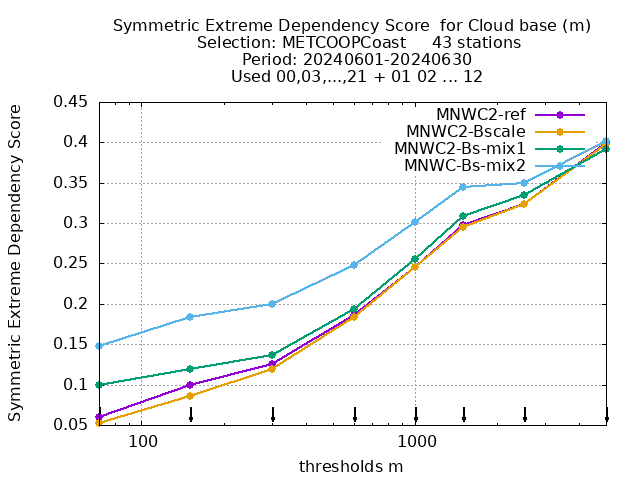 Symmetric Extreme Dependency Score  for Cloud base (m)
Selection: METCOOPCoast     43 stations
Period: 20240601-20240630
Used 00,03,...,21 + 01 02 ... 12
Symmetric Extreme Dependency Score
0.45
0.4
0.35
0.3
0.25
0.2
0.15
0.1
0.05
MNWC2-ref
MNWC2-Bscale
MNWC2-Bs-mix1
MNWC-Bs-mix2
100
1000
thresholds m